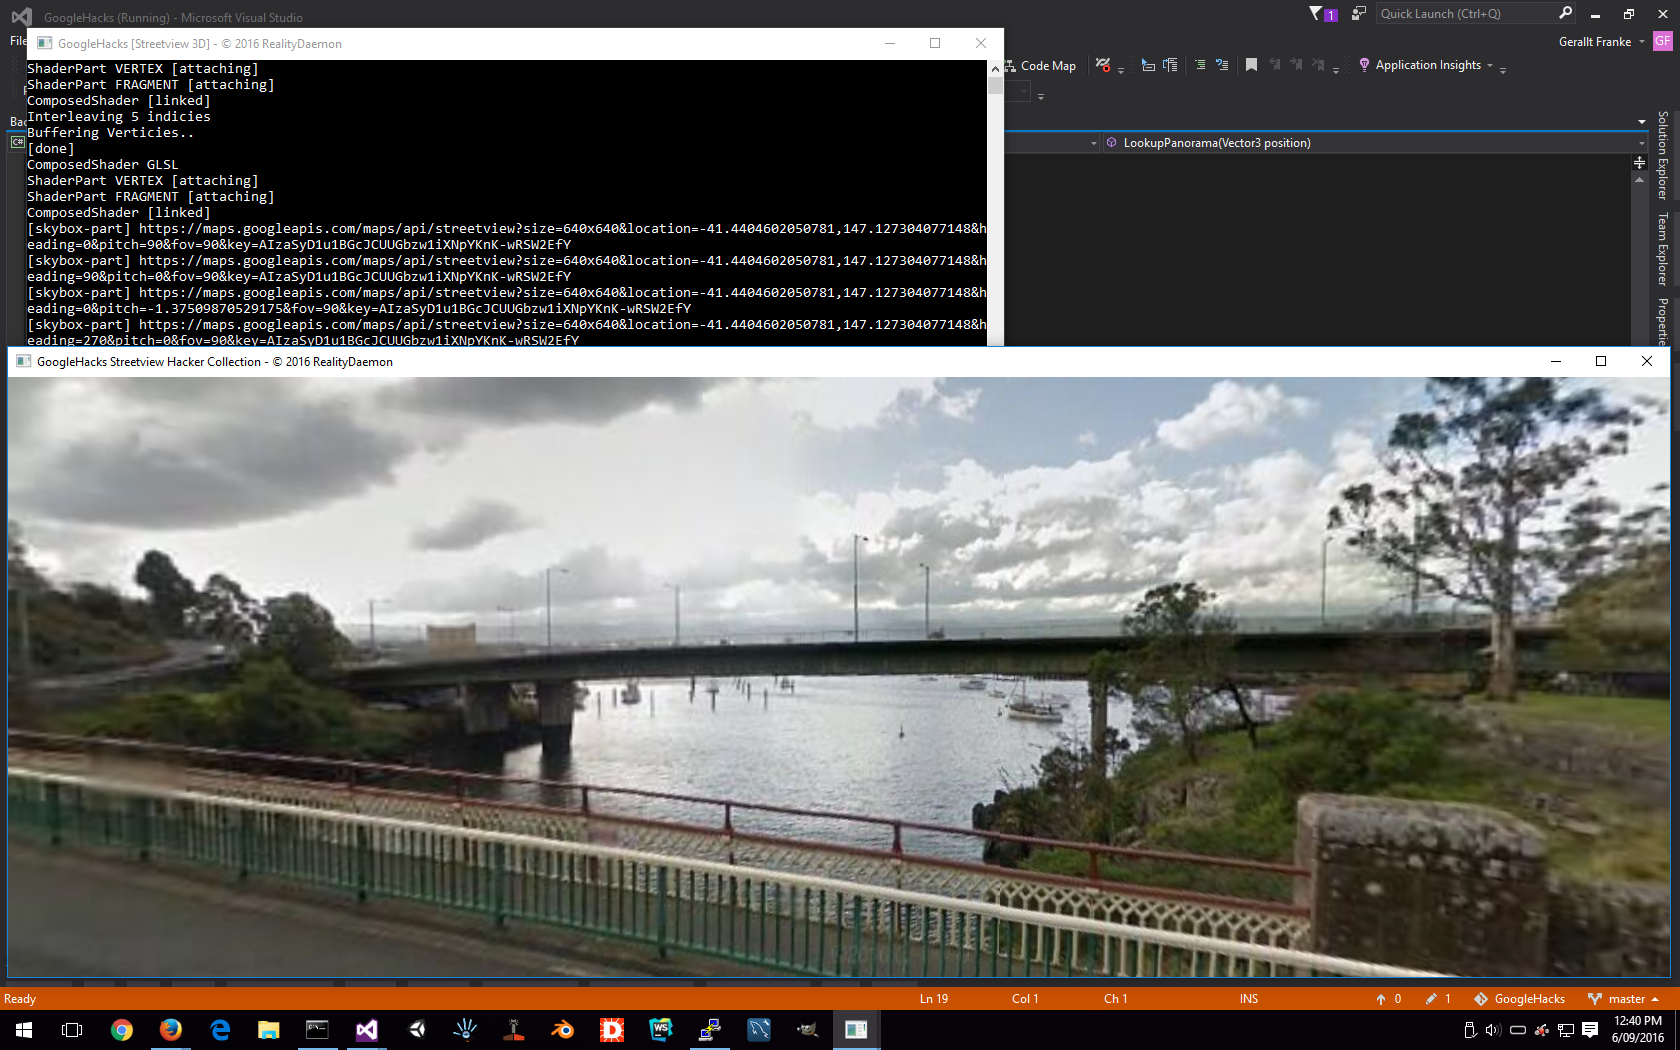 GoogleHacks (Running) - Microsoft Visual Studio
1
Quick Launch (Ctrl+Q)
GoogleHacks [Streetview 3D] - © 2016 RealityDaemon
File
Gerallt Franke
GF
Code Map
Application Insights
ShaderPart VERTEX [attaching]
ShaderPart FRAGMENT [attaching]
ComposedShader [linked]
Interleaving 5 indicies
Buffering Verticies..
[done]
ComposedShader GLSL
ShaderPart VERTEX [attaching]
ShaderPart FRAGMENT [attaching]
ComposedShader [linked]
[skybox-part] https://maps.googleapis.com/maps/api/streetview?size=640x640&location=-41.4404602050781,147.127304077148&h
eading=0&pitch=90&fov=90&key=AIzaSyD1u1BGcJCUUGbzw1iXNpYKnK-wRSW2EfY
[skybox-part] https://maps.googleapis.com/maps/api/streetview?size=640x640&location=-41.4404602050781,147.127304077148&h
eading=90&pitch=0&fov=90&key=AIzaSyD1u1BGcJCUUGbzw1iXNpYKnK-wRSW2EfY
[skybox-part] https://maps.googleapis.com/maps/api/streetview?size=640x640&location=-41.4404602050781,147.127304077148&h
eading=0&pitch=-1.37509870529175&fov=90&key=AIzaSyD1u1BGcJCUUGbzw1iXNpYKnK-wRSW2EfY
[skybox-part] https://maps.googleapis.com/maps/api/streetview?size=640x640&location=-41.4404602050781,147.127304077148&h
eading=270&pitch=0&fov=90&key=AIzaSyD1u1BGcJCUUGbzw1iXNpYKnK-wRSW2EfY
Bac
C#
LookupPanorama(Vector3 position)
Solution Explorer
Team Explorer
Propertie
GoogleHacks Streetview Hacker Collection - © 2016 RealityDaemon
Ready
Ln 19
Col 1
Ch 1
INS
0
1
GoogleHacks
master
WS
12:40 PM
6/09/2016